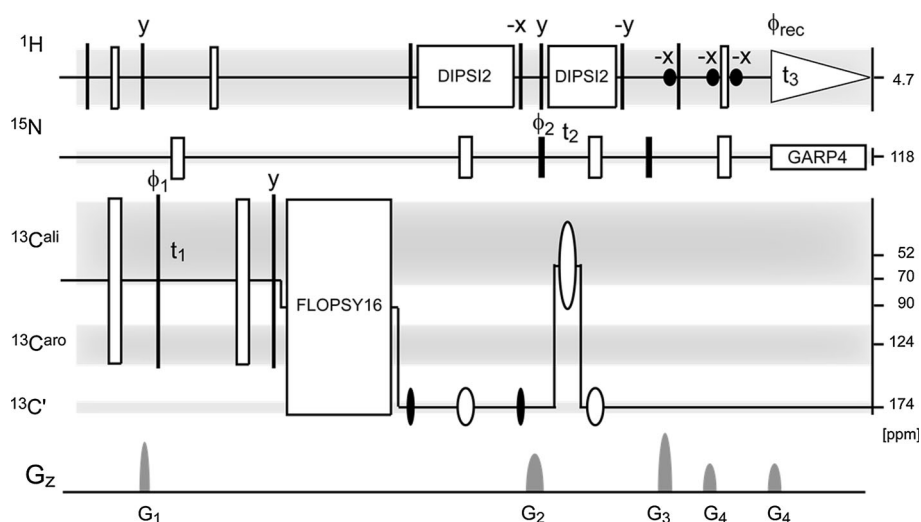 ϕrec
y -x y -y
-x -x -x
¹H DIPSI2 DIPSI2 t₃ 4.7
ϕ₂ t₂
¹⁵N GARP4 118
ϕ₁ y
¹³Cᵃˡⁱ t₁ 52
70
FLOPSY16 90
¹³Cᵃʳᵒ 124
¹³C' 174
[ppm]
Gz
G₁ G₂ G₃ G₄ G₄